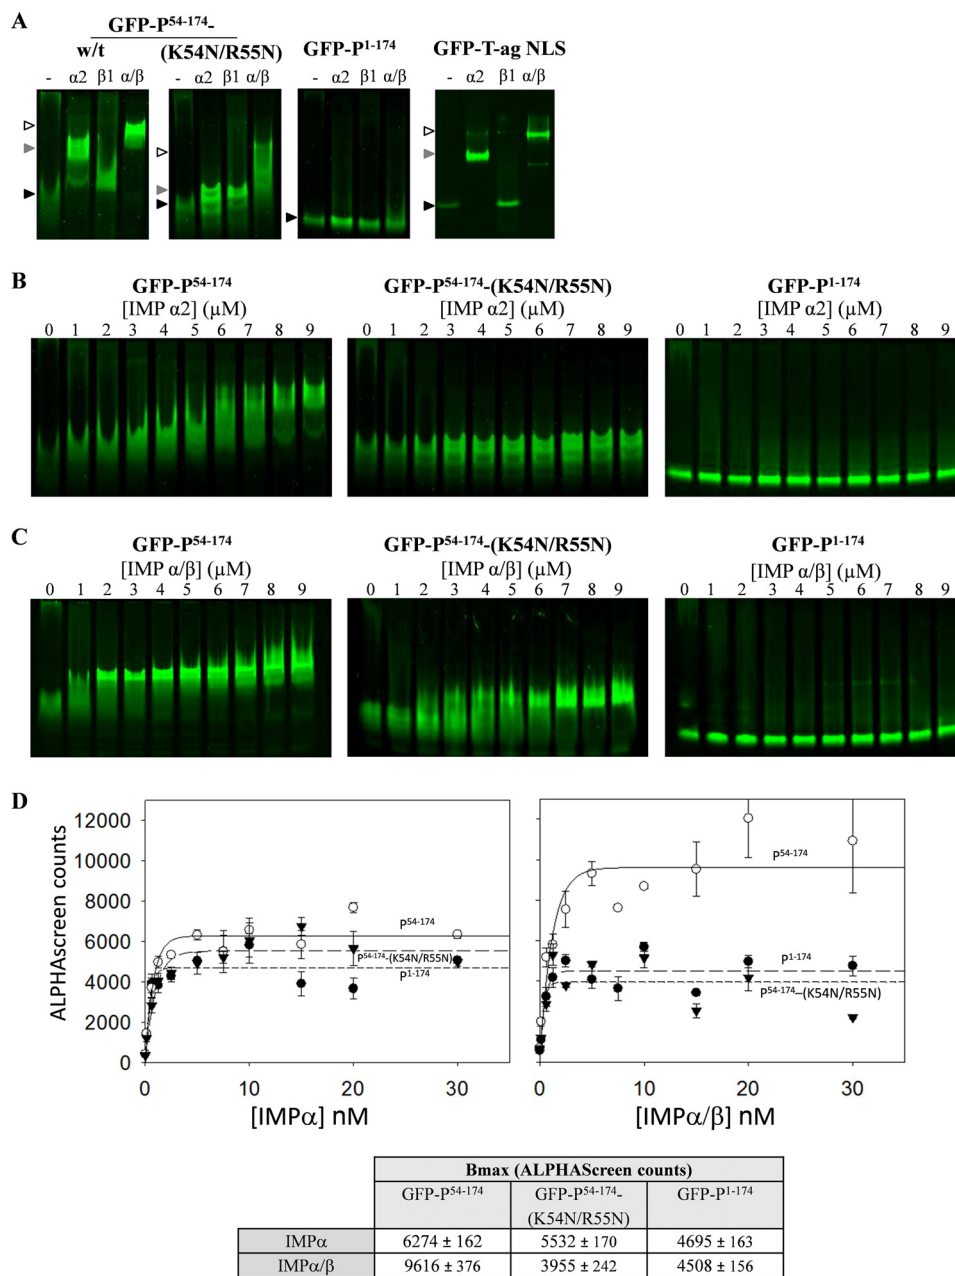 A
GFP-P54-174-
w/t (K54N/R55N) GFP-P1-174 GFP-T-ag NLS
- α2 β1 α/β - α2 β1 α/β - α2 β1 α/β - α2 β1 α/β
B
GFP-P54-174 GFP-P54-174-(K54N/R55N) GFP-P1-174
[IMP α2] (μM) [IMP α2] (μM) [IMP α2] (μM)
0 1 2 3 4 5 6 7 8 9 0 1 2 3 4 5 6 7 8 9 0 1 2 3 4 5 6 7 8 9
C
GFP-P54-174 GFP-P54-174-(K54N/R55N) GFP-P1-174
[IMP α/β] (μM) [IMP α/β] (μM) [IMP α/β] (μM)
0 1 2 3 4 5 6 7 8 9 0 1 2 3 4 5 6 7 8 9 0 1 2 3 4 5 6 7 8 9
D
ALPHAscreen counts
12000
10000
8000
6000
4000
2000
0
P54-174
P54-174-(K54N/R55N)
P1-174
0 10 20 30
[IMPα] nM
P54-174
P1-174
P54-174–(K54N/R55N)
0 10 20 30
[IMPα/β] nM
Bmax (ALPHAScreen counts)
GFP-P54-174 GFP-P54-174- GFP-P1-174
(K54N/R55N)
IMPα 6274 ± 162 5532 ± 170 4695 ± 163
IMPα/β 9616 ± 376 3955 ± 242 4508 ± 156